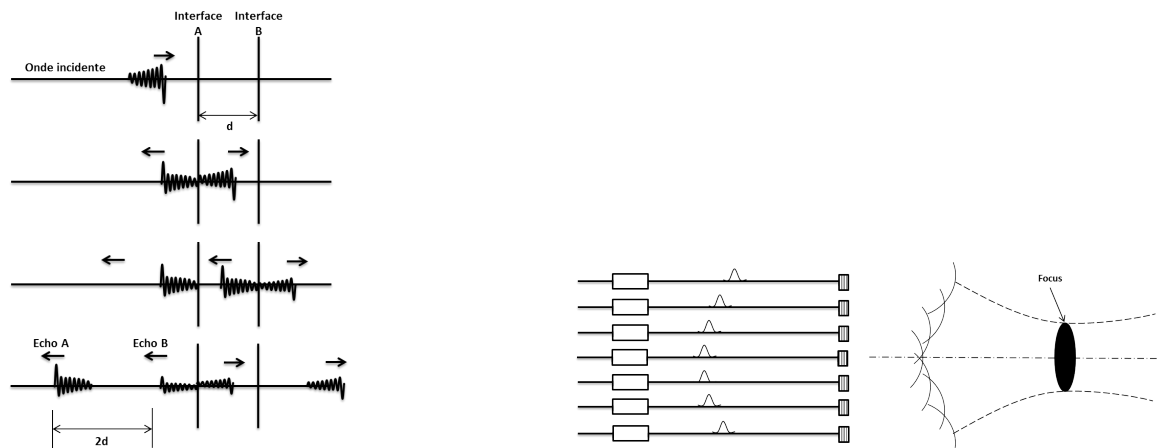 Interface Interface
A B
Onde incidente
d
Echo A Echo B
2d
Focus